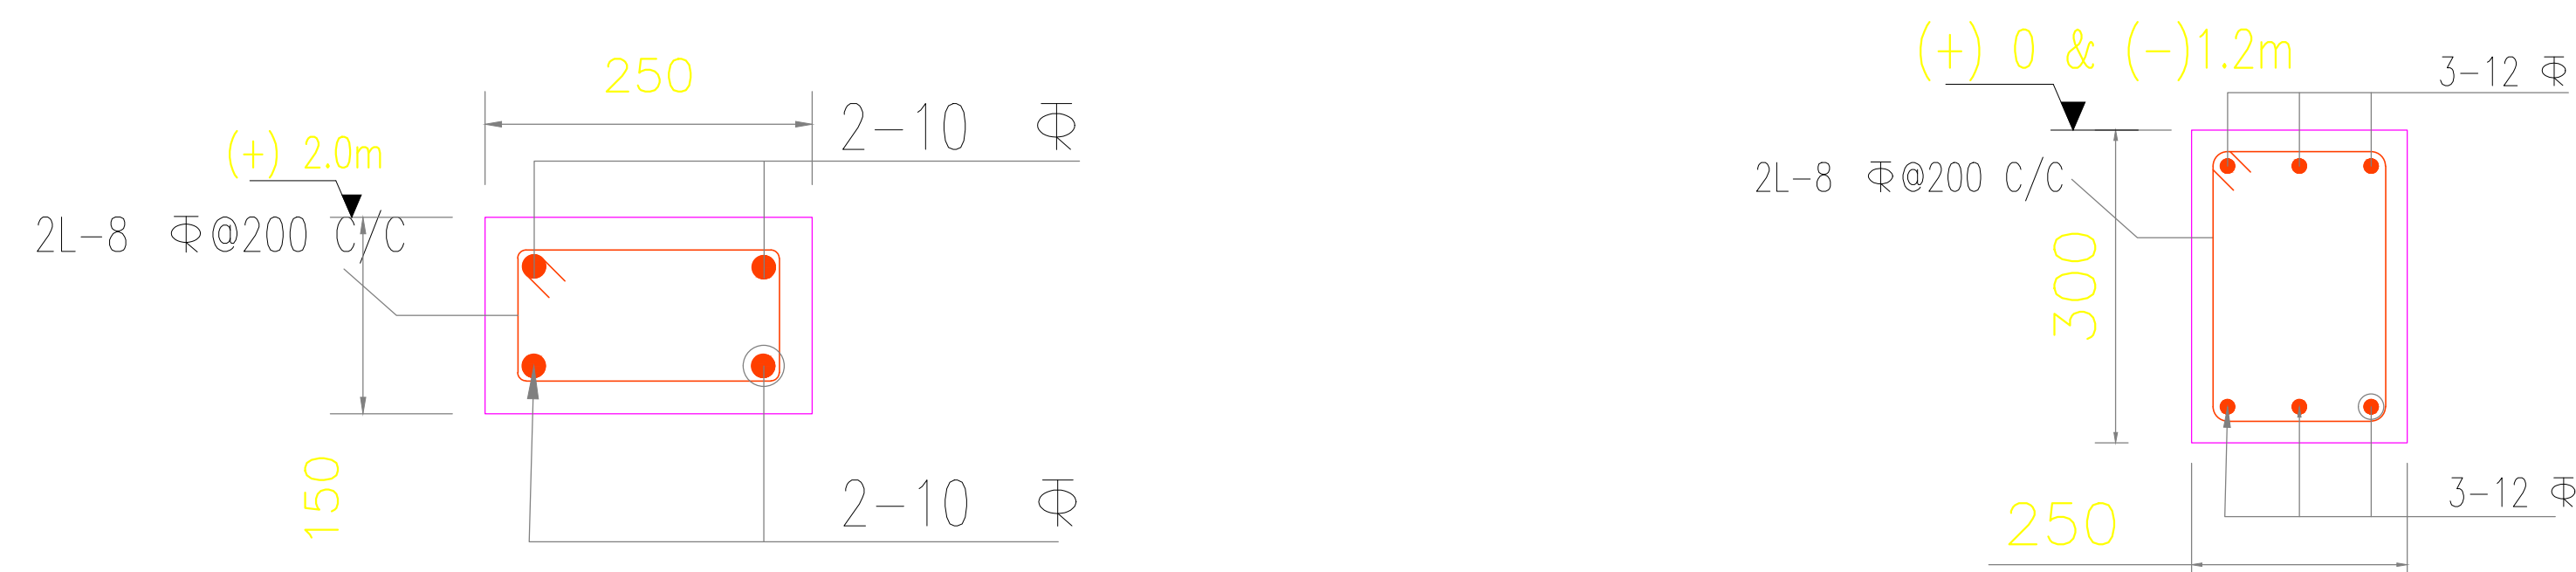 250
2-10 Φ
(+) 2.0m
2L-8 Φ@200 C/C
150
2-10 Φ
(+) 0 & (-)1.2m
3-12 Φ
2L-8 Φ@200 C/C
300
3-12 Φ
250